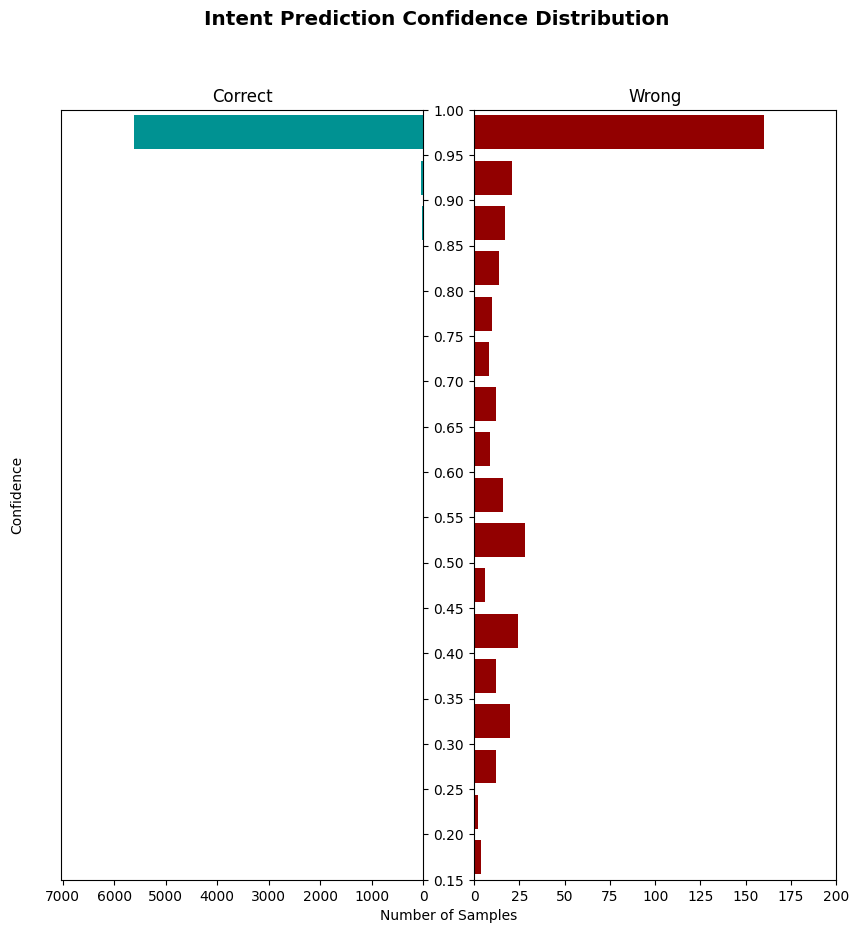 Intent Prediction Confidence Distribution
Correct
Wrong
1.00
0.95
0.90
0.85
0.80
0.75
0.70
0.65
0.60
0.55
0.50
0.45
0.40
0.35
0.30
0.25
0.20
0.15
Confidence
7000 6000 5000 4000 3000 2000 1000 0
0 25 50 75 100 125 150 175 200
Number of Samples